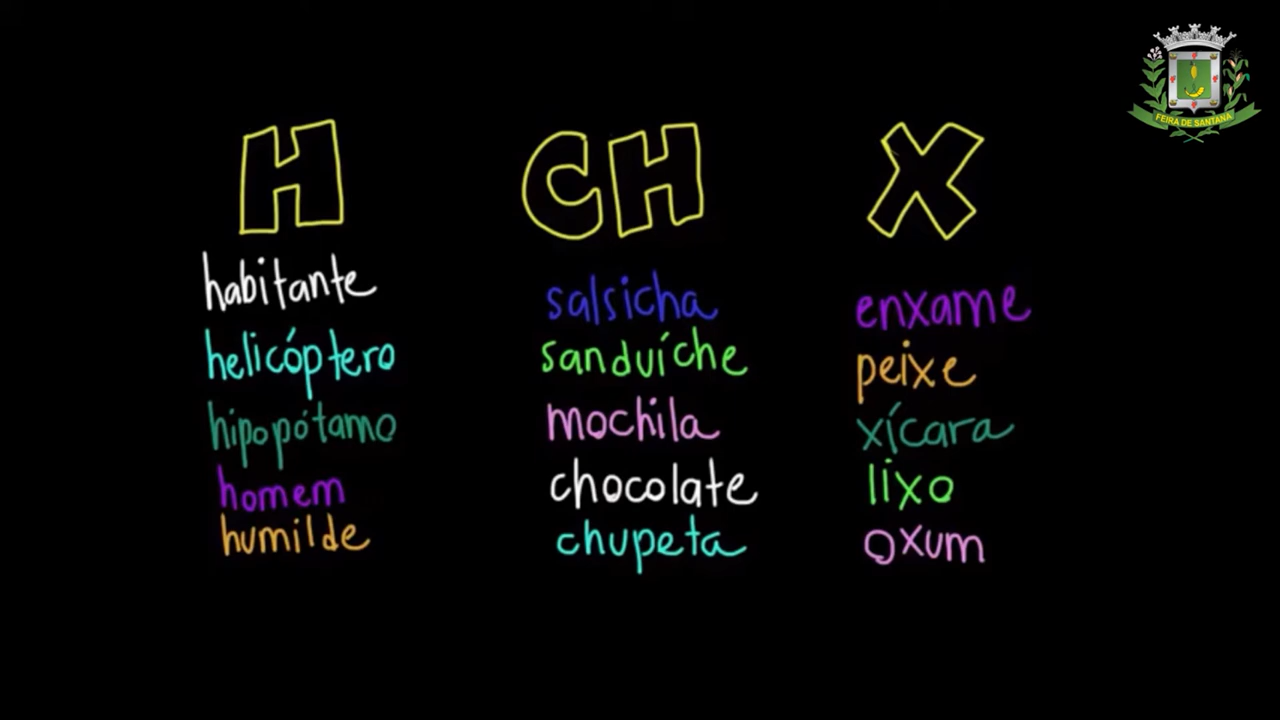 FEIRA DE SANTANA
H
habitante
helicóptero
hipopótamo
homem
humilde
CH
salsicha
sanduíche
mochila
chocolate
chupeta
X
enxame
peixe
xícara
lixo
oxum